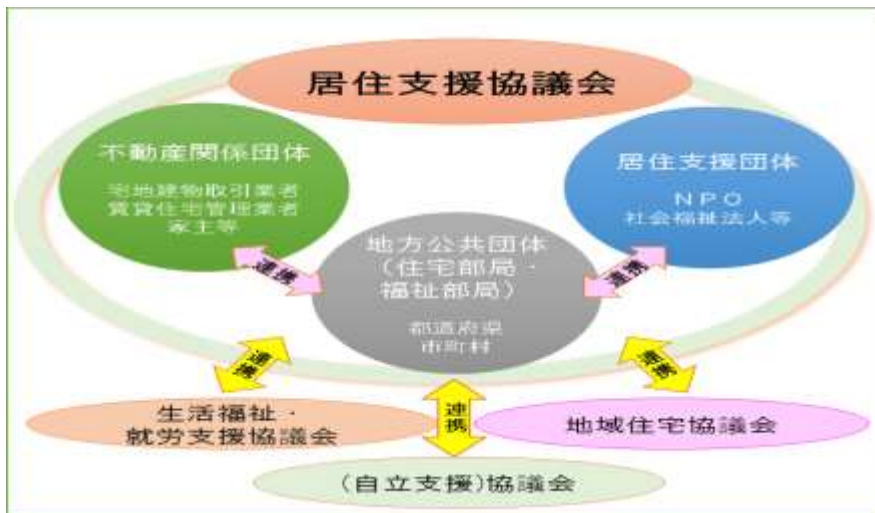 居住支援協議会
不動産関係団体
宅地建物取引業者
賃貸住宅管理業者
家主等
居住支援団体
NPO
社会福祉法人等
地方公共団体
(住宅部局・
福祉部局)
都道府県
市町村
連携
連携
連携
連携
連携
生活福祉・
就労支援協議会
地域住宅協議会
(自立支援)協議会